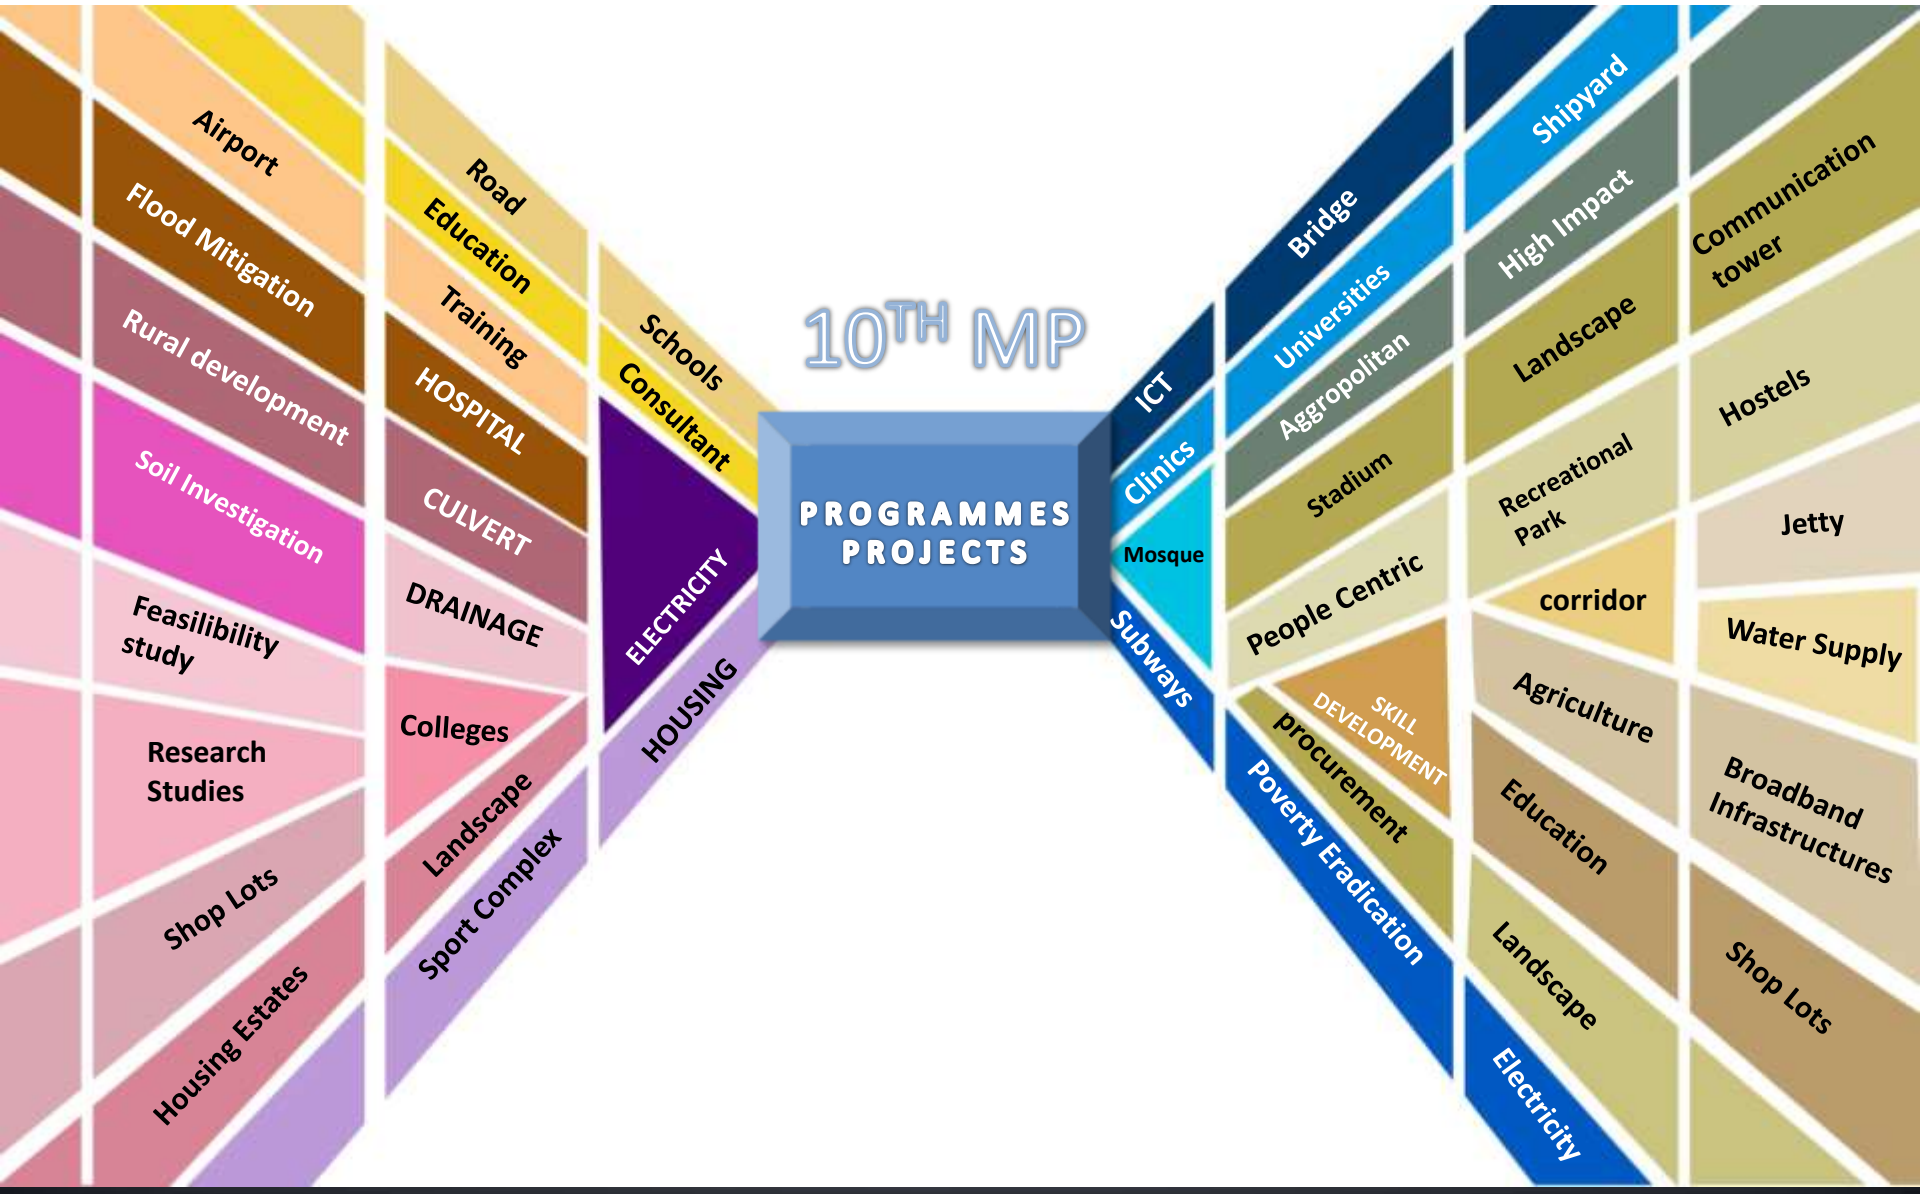 Airport
Flood Mitigation
Rural development
Soil Investigation
Feasilibility
study
Research
Studies
Shop Lots
Housing Estates
Road
Education
Training
HOSPITAL
CULVERT
DRAINAGE
Colleges
Landscape
Sport Complex
Schools
Consultant
ELECTRICITY
HOUSING
10TH MP
PROGRAMMES
PROJECTS
ICT
Clinics
Mosque
Subways
Bridge
Universities
Aggropolitan
Stadium
People Centric
SKILL
DEVELOPMENT
procurement
Poverty Eradication
Shipyard
High Impact
Landscape
Recreational
Park
corridor
Agriculture
Education
Landscape
Electricity
Communication
tower
Hostels
Jetty
Water Supply
Broadband
Infrastructures
Shop Lots